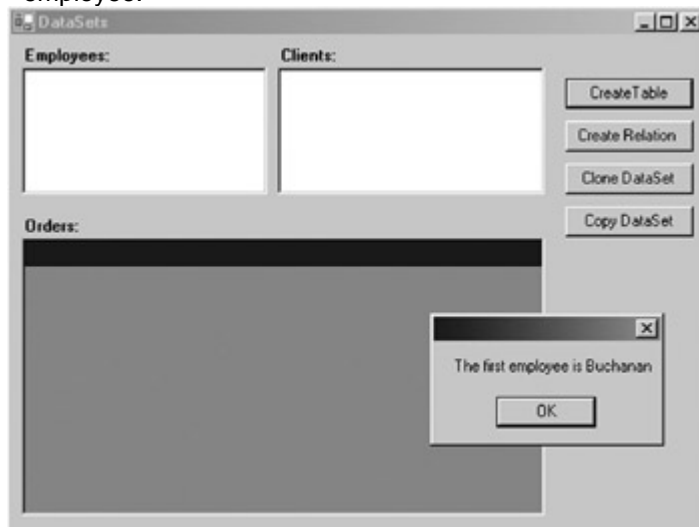 employee.
DataSets
Employees:
Clients:
CreateTable
Create Relation
Clone DataSet
Copy DataSet
Orders:
The first employee is Buchanan
OK